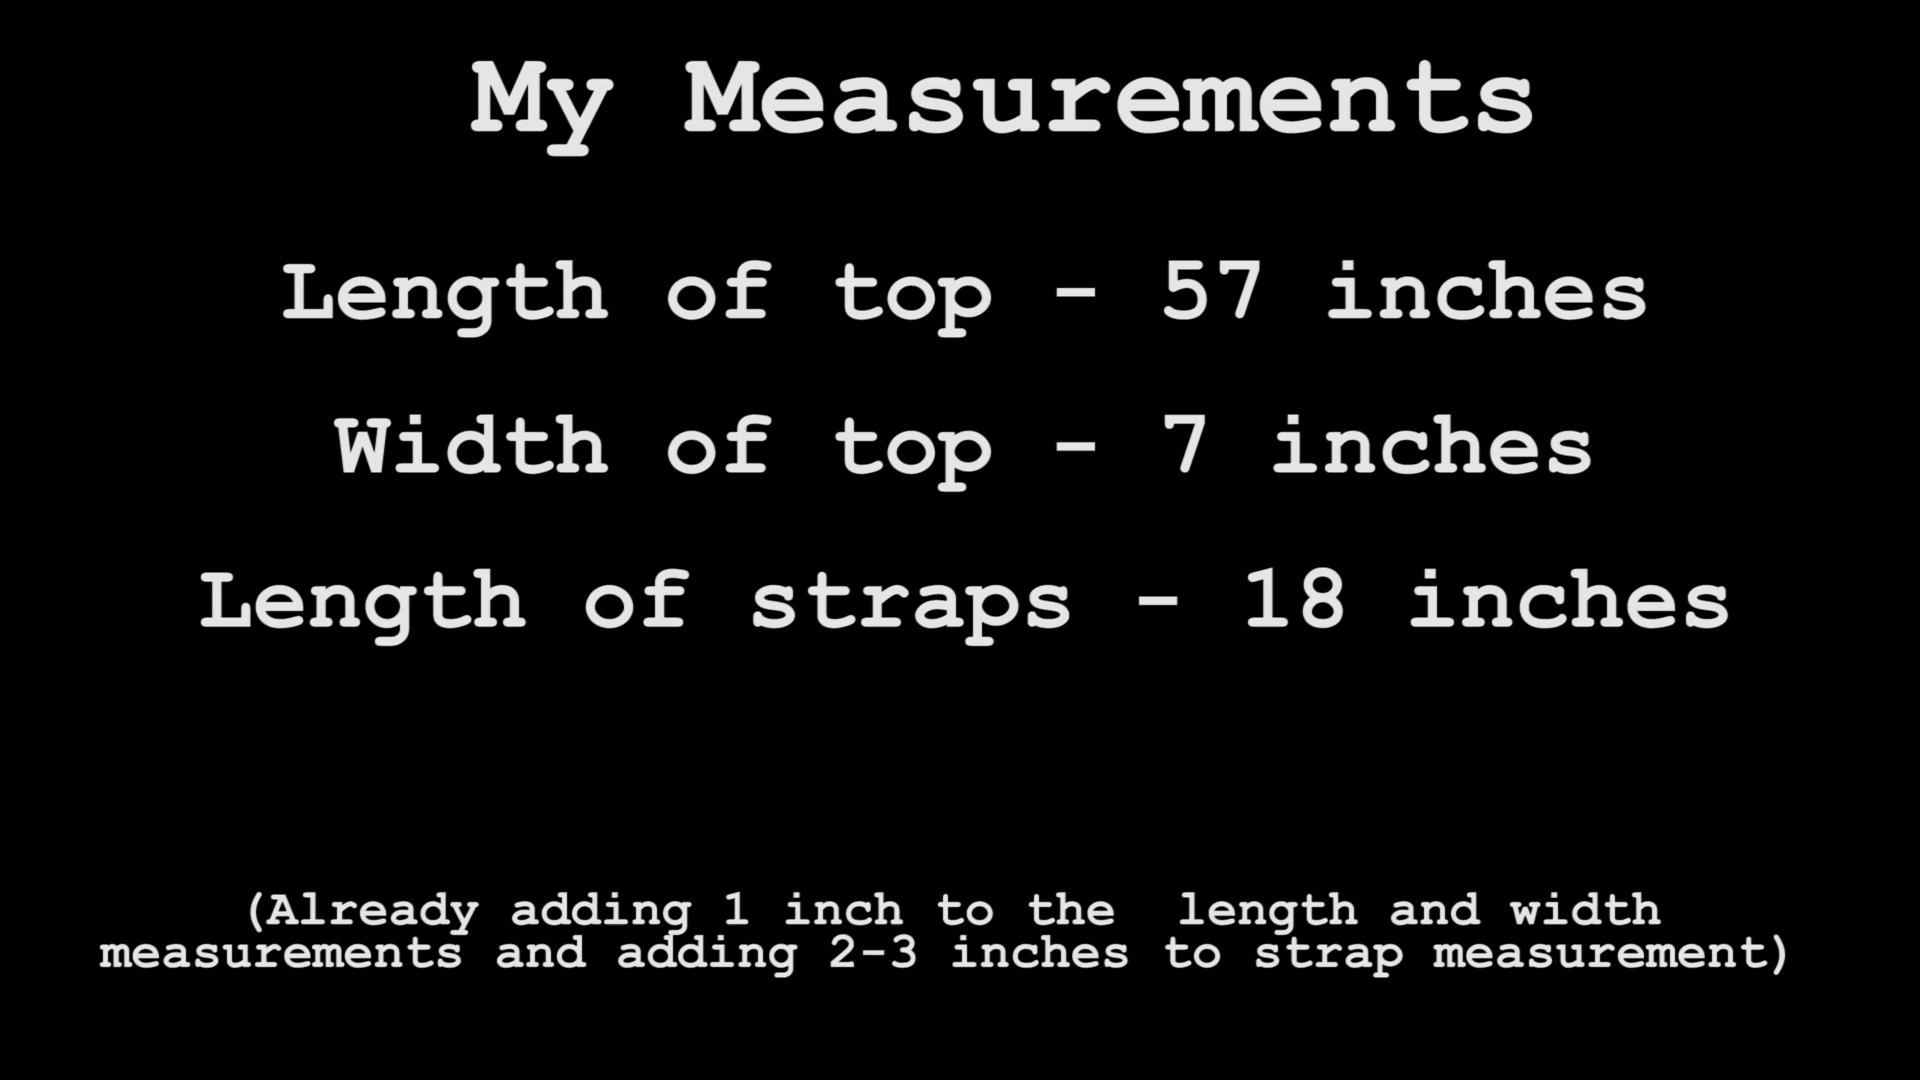 My Measurements
Length of top - 57 inches
Width of top - 7 inches
Length of straps - 18 inches
(Already adding 1 inch to the  length and width
measurements and adding 2-3 inches to strap measurement)